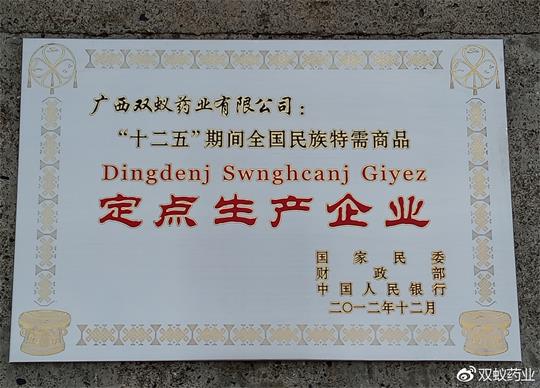 广西双蚁药业有限公司：
“十二五”期间全国民族特需商品
Dingdenj Swnghcanj Giyez
定点生产企业
国家民委
财政部
中国人民银行
二〇一二年十二月
双蚁药业